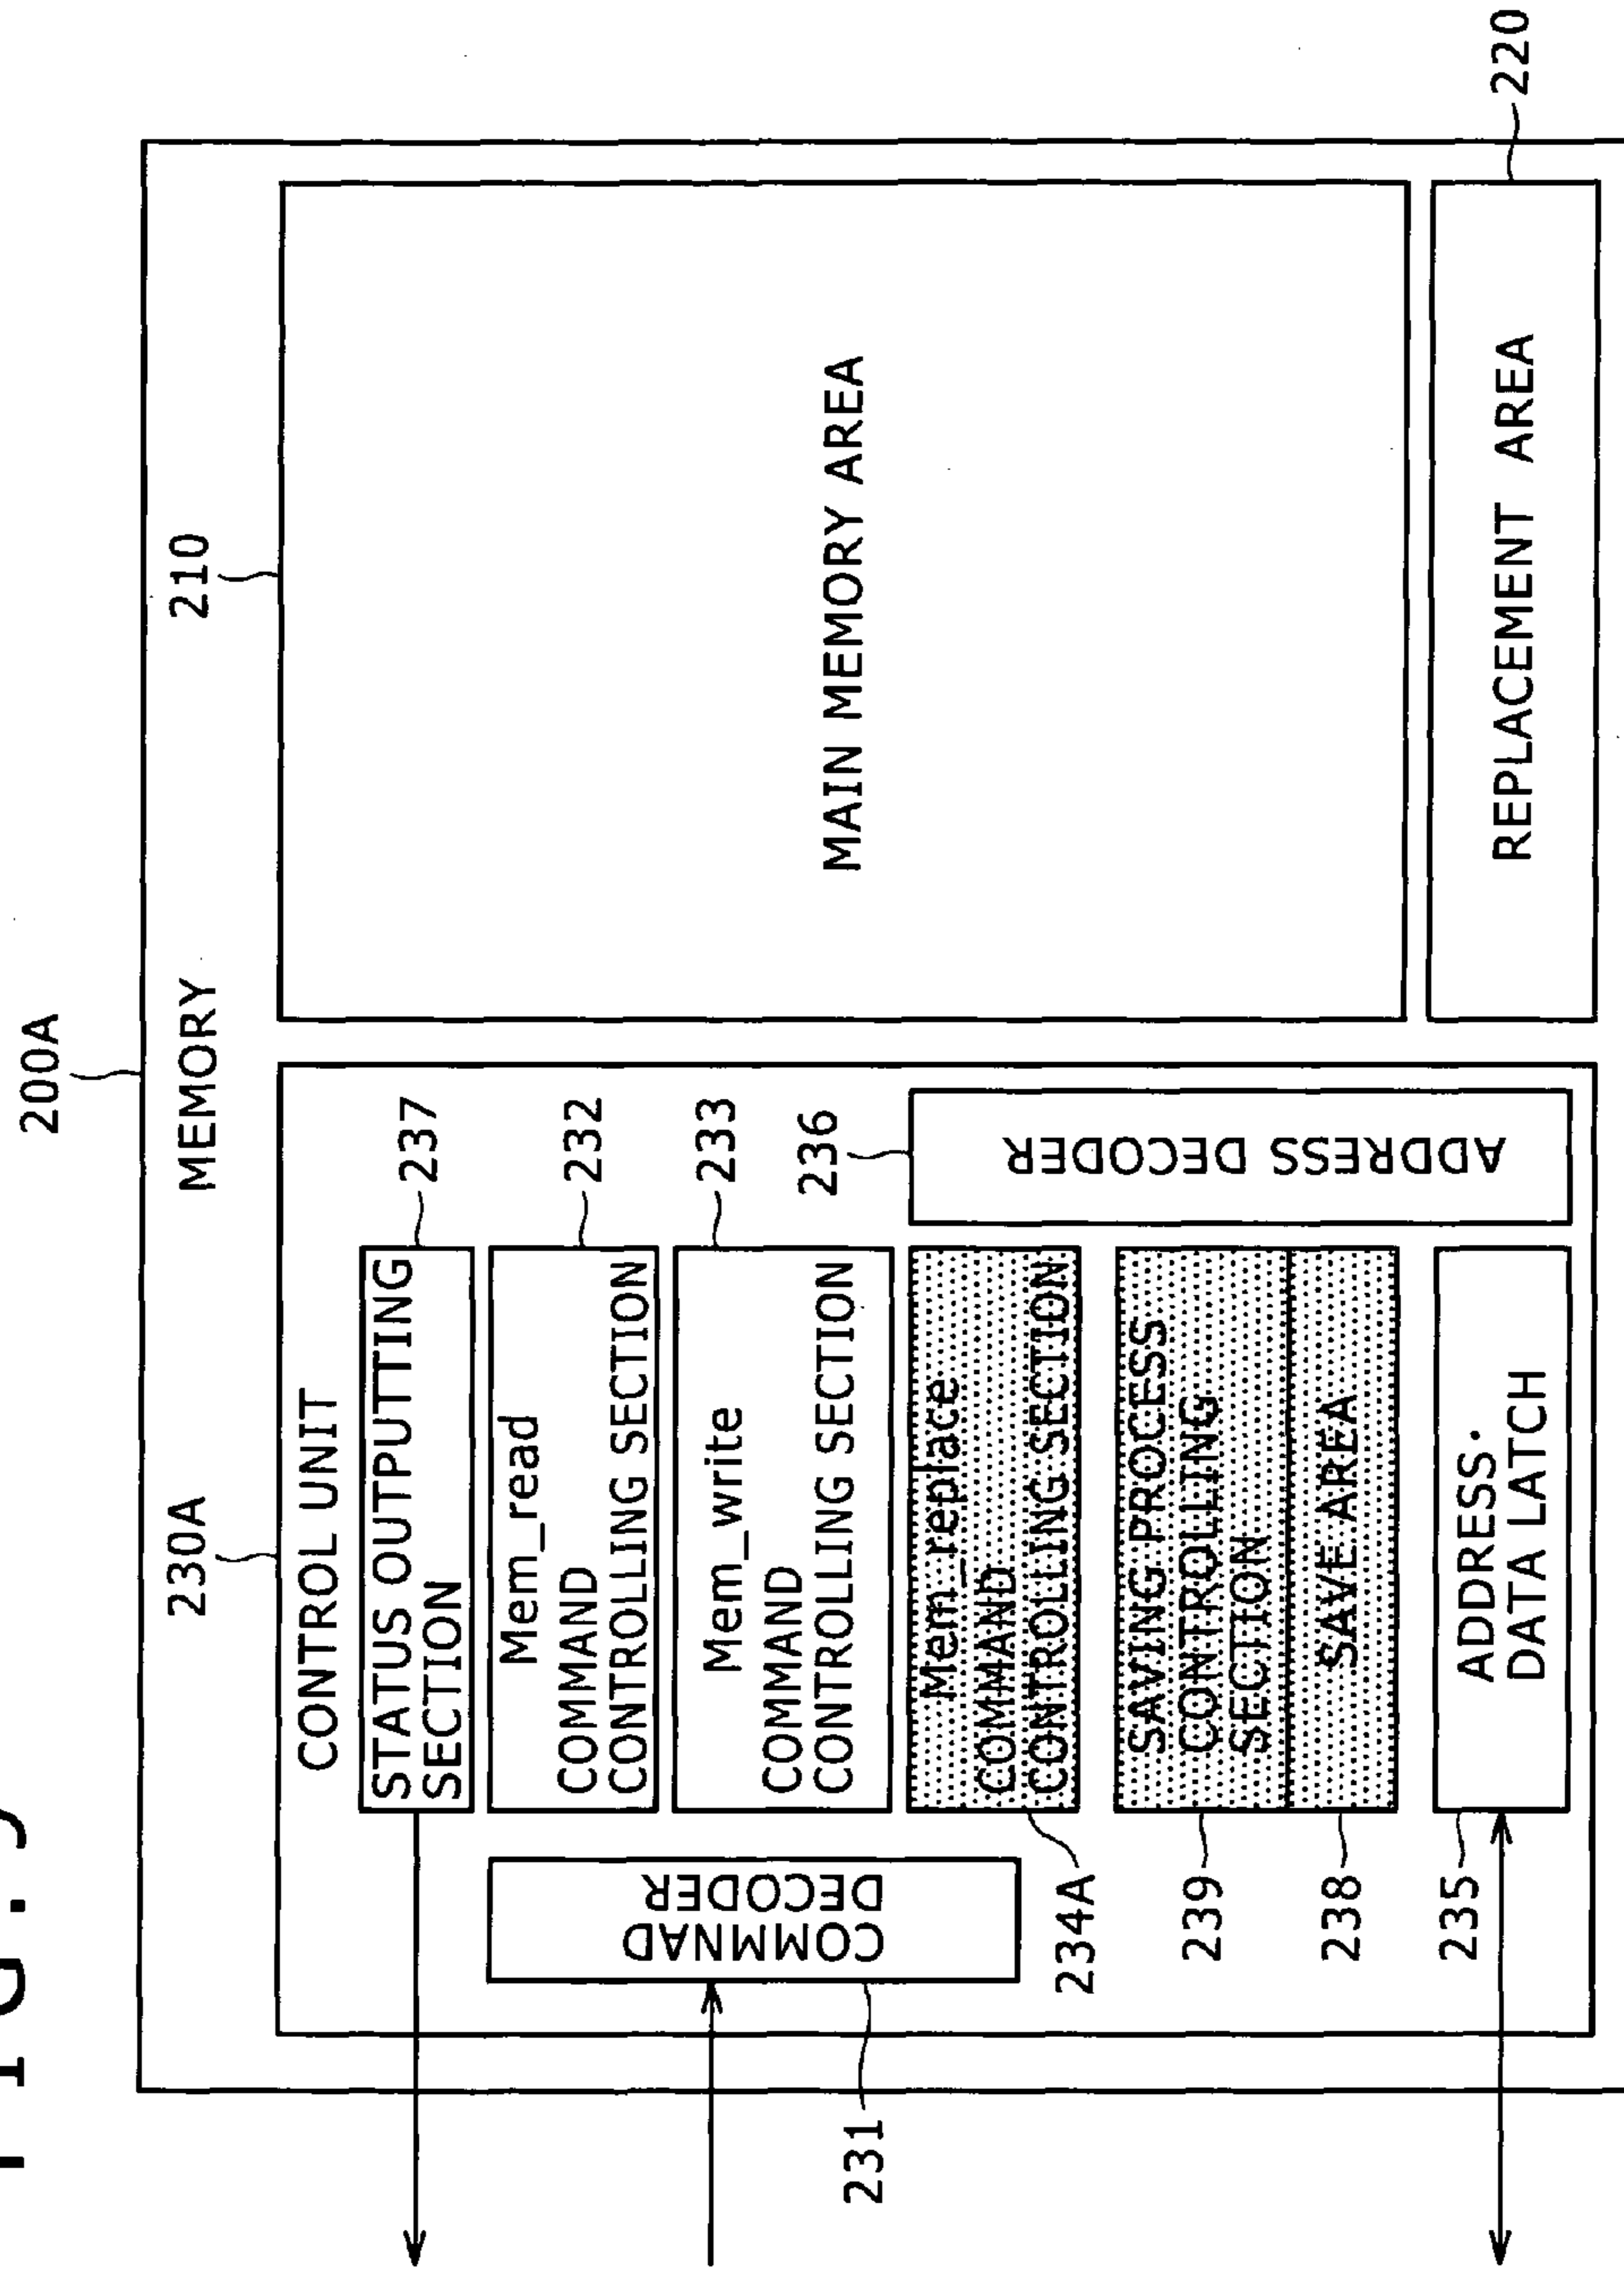 200A
MEMORY
230A
210
CONTROL UNIT
STATUS OUTPUTTING
SECTION
237
Mem_read
COMMAND
CONTROLLING SECTION
232
Mem_write
COMMAND
CONTROLLING SECTION
233
236
COMMNAD
DECODER
231
Mem_replace
COMMAND
CONTROLLING SECTION
234A
ADDRESS DECODER
SAVING PROCESS
CONTROLLING
SECTION
239
SAVE AREA
238
ADDRESS·
DATA LATCH
235
MAIN MEMORY AREA
REPLACEMENT AREA
220